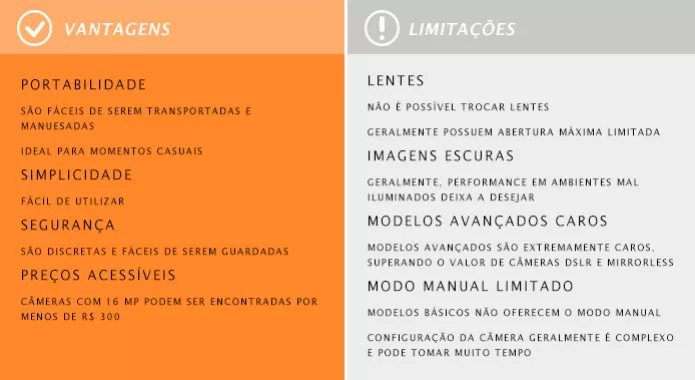 VANTAGENS
PORTABILIDADE
SÃO FÁCEIS DE SEREM TRANSPORTADAS E
MANUESADAS
IDEAL PARA MOMENTOS CASUAIS
SIMPLICIDADE
FÁCIL DE UTILIZAR
SEGURANÇA
SÃO DISCRETAS E FÁCEIS DE SEREM GUARDADAS
PREÇOS ACESSÍVEIS
CÂMERAS COM 16 MP PODEM SER ENCONTRADAS POR
MENOS DE R$ 300
LIMITAÇÕES
LENTES
NÃO É POSSÍVEL TROCAR LENTES
GERALMENTE POSSUEM ABERTURA MÁXIMA LIMITADA
IMAGENS ESCURAS
GERALMENTE, PERFORMANCE EM AMBIENTES MAL
ILUMINADOS DEIXA A DESEJAR
MODELOS AVANÇADOS CAROS
MODELOS AVANÇADOS SÃO EXTREMAMENTE CAROS,
SUPERANDO O VALOR DE CÂMERAS DSLR E MIRRORLESS
MODO MANUAL LIMITADO
MODELOS BÁSICOS NÃO OFERECEM O MODO MANUAL
CONFIGURAÇÃO DA CÂMERA GERALMENTE É COMPLEXO
E PODE TOMAR MUITO TEMPO